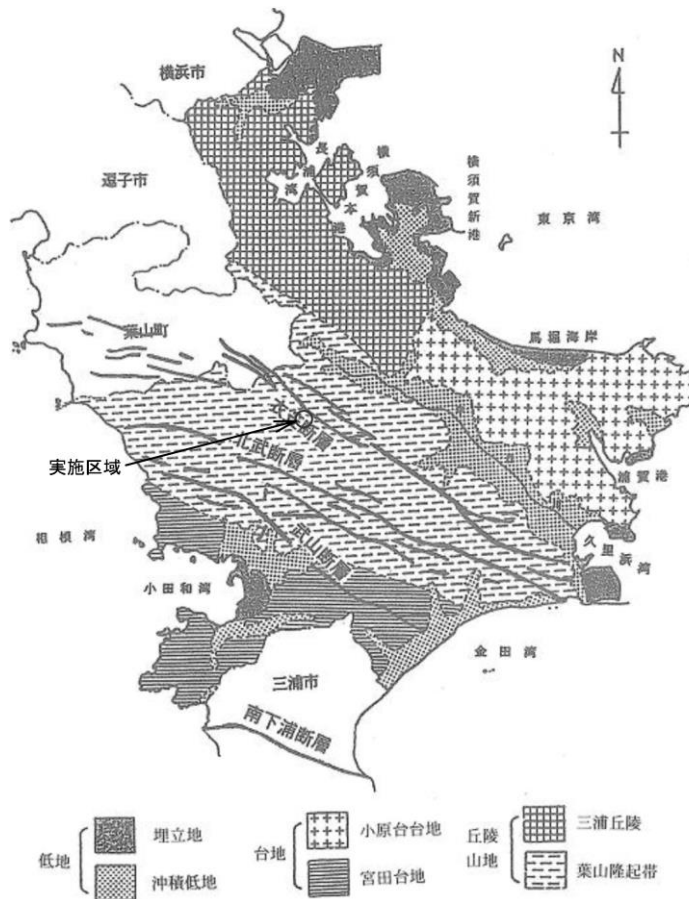 横浜市
N
逗子市
長浦湾
横須賀本港
横須賀新港
東京湾
葉山町
馬堀海岸
衣笠断層
北武断層
実施区域
浦賀港
相模湾
武山断層
久里浜湾
小田和湾
金田湾
三浦市
南下浦断層
低地
埋立地
沖積低地
台地
小原台台地
宮田台地
丘陵
山地
三浦丘陵
葉山隆起帯